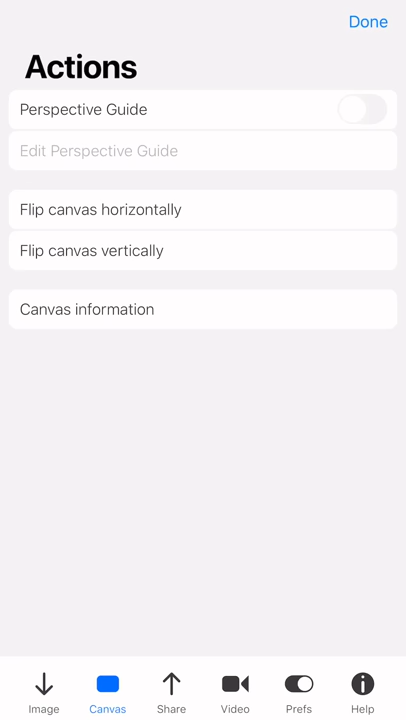 Done
Actions
Perspective Guide
Edit Perspective Guide
Flip canvas horizontally
Flip canvas vertically
Canvas information
Image Canvas Share Video Prefs Help